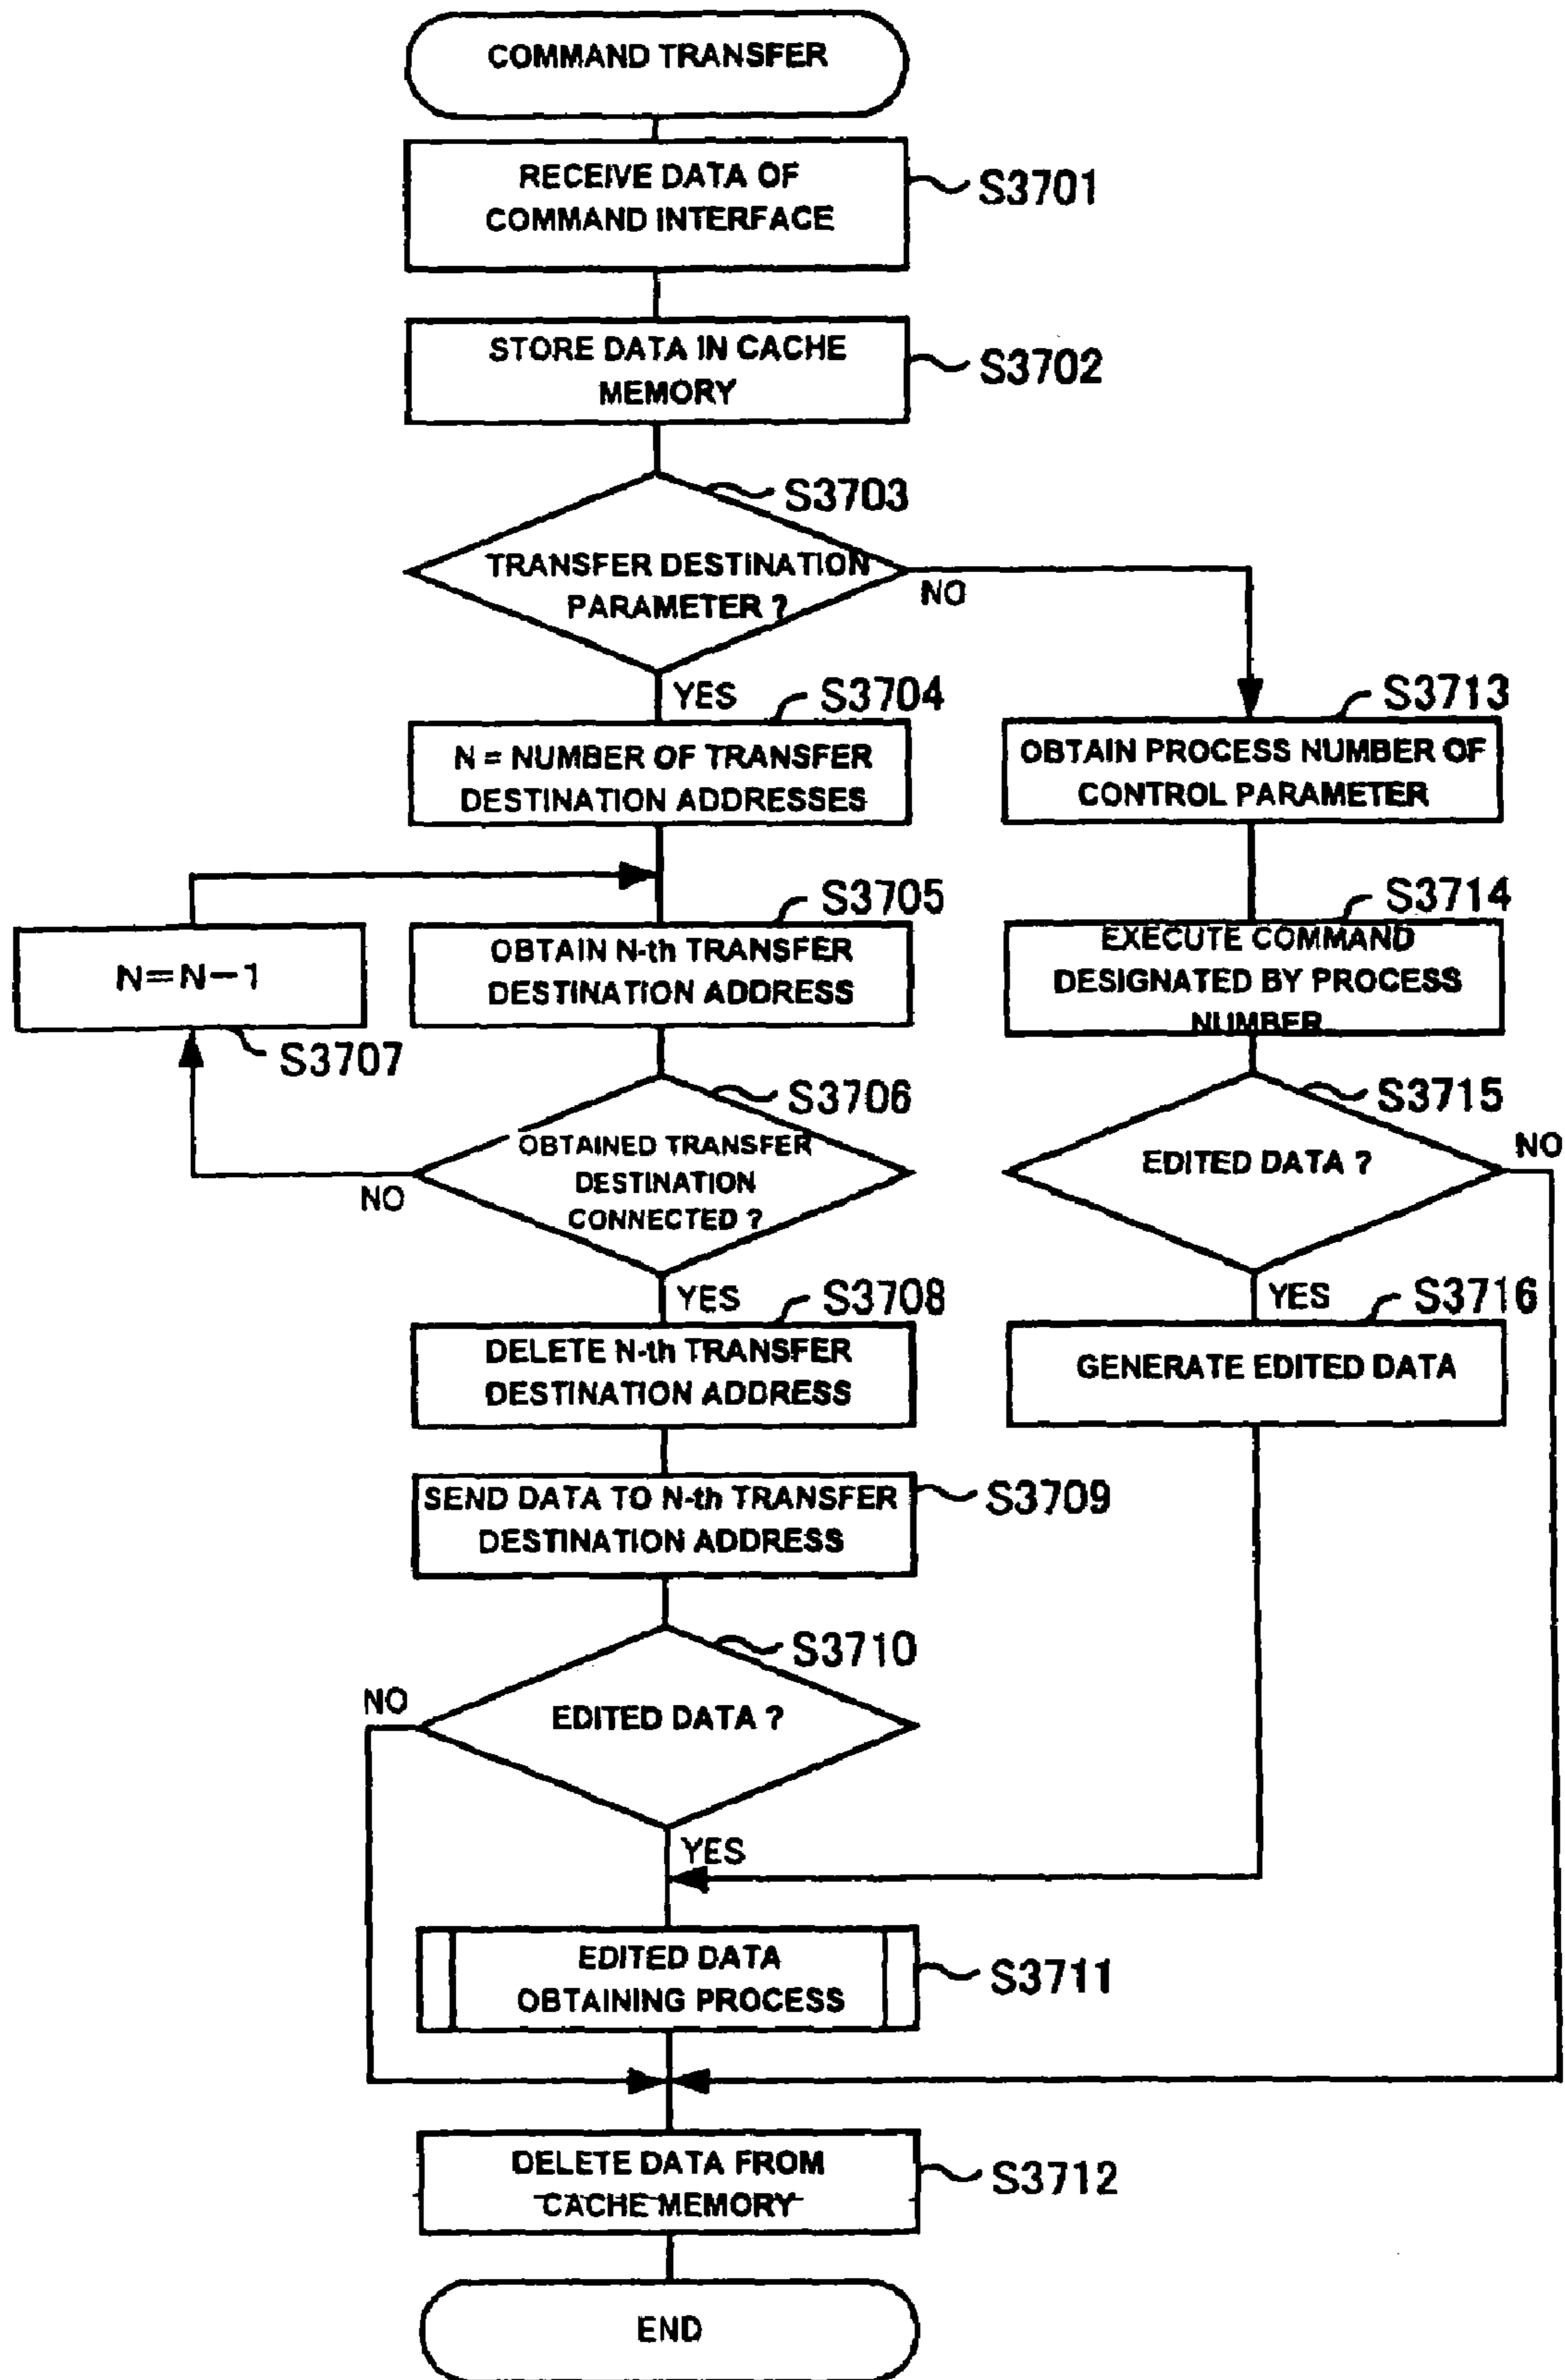 COMMAND TRANSFER
RECEIVE DATA OF
COMMAND INTERFACE
S3701
STORE DATA IN CACHE
MEMORY
S3702
S3703
TRANSFER DESTINATION
PARAMETER ?
NO
YES
S3704
N = NUMBER OF TRANSFER
DESTINATION ADDRESSES
S3713
OBTAIN PROCESS NUMBER OF
CONTROL PARAMETER
S3705
OBTAIN N-th TRANSFER
DESTINATION ADDRESS
N=N-1
S3707
S3714
EXECUTE COMMAND
DESIGNATED BY PROCESS
NUMBER
S3706
OBTAINED TRANSFER
DESTINATION
CONNECTED ?
NO
S3715
EDITED DATA ?
NO
YES
S3708
DELETE N-th TRANSFER
DESTINATION ADDRESS
YES
S3716
GENERATE EDITED DATA
SEND DATA TO N-th TRANSFER
DESTINATION ADDRESS
S3709
S3710
NO
EDITED DATA ?
YES
EDITED DATA
OBTAINING PROCESS
S3711
DELETE DATA FROM
CACHE MEMORY
S3712
END